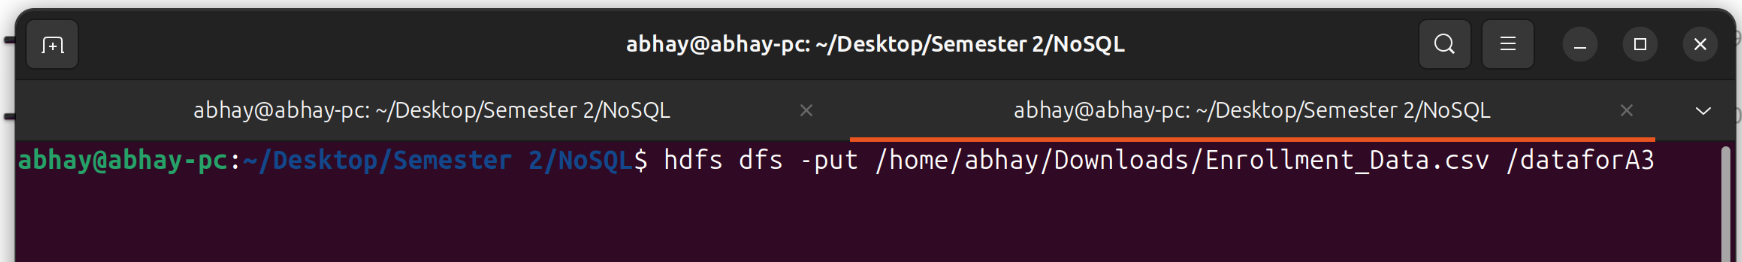 abhay@abhay-pc: ~/Desktop/Semester 2/NoSQL
abhay@abhay-pc: ~/Desktop/Semester 2/NoSQL
abhay@abhay-pc: ~/Desktop/Semester 2/NoSQL
abhay@abhay-pc:~/Desktop/Semester 2/NoSQL$ hdfs dfs -put /home/abhay/Downloads/Enrollment_Data.csv /dataforA3